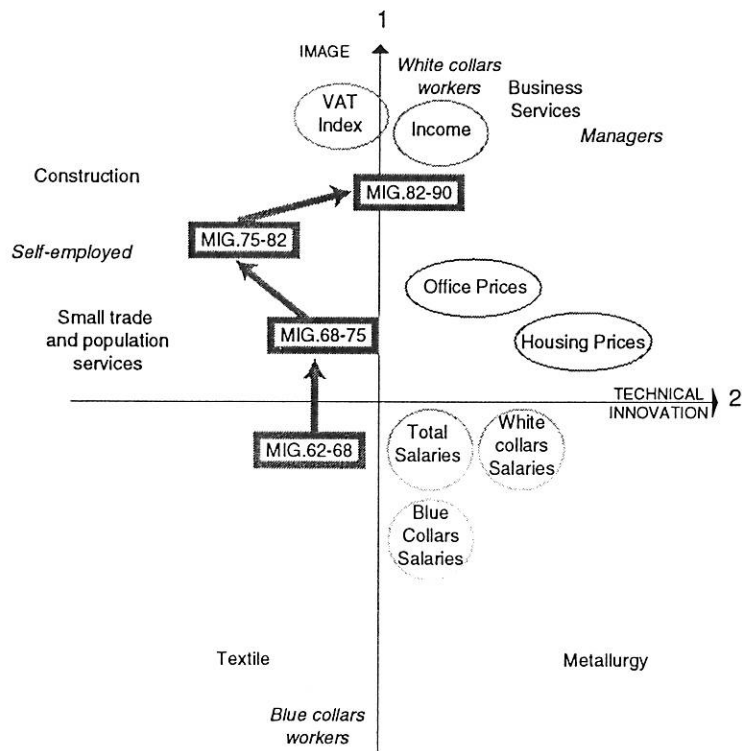 1
IMAGE
White collars
workers
Business
Services
Managers
VAT
Index
Income
Construction
MIG.82-90
MIG.75-82
Self-employed
Office Prices
Small trade
and population
services
MIG.68-75
Housing Prices
TECHNICAL
INNOVATION
2
MIG.62-68
Total
Salaries
White
collars
Salaries
Blue
Collars
Salaries
Textile
Metallurgy
Blue collars
workers